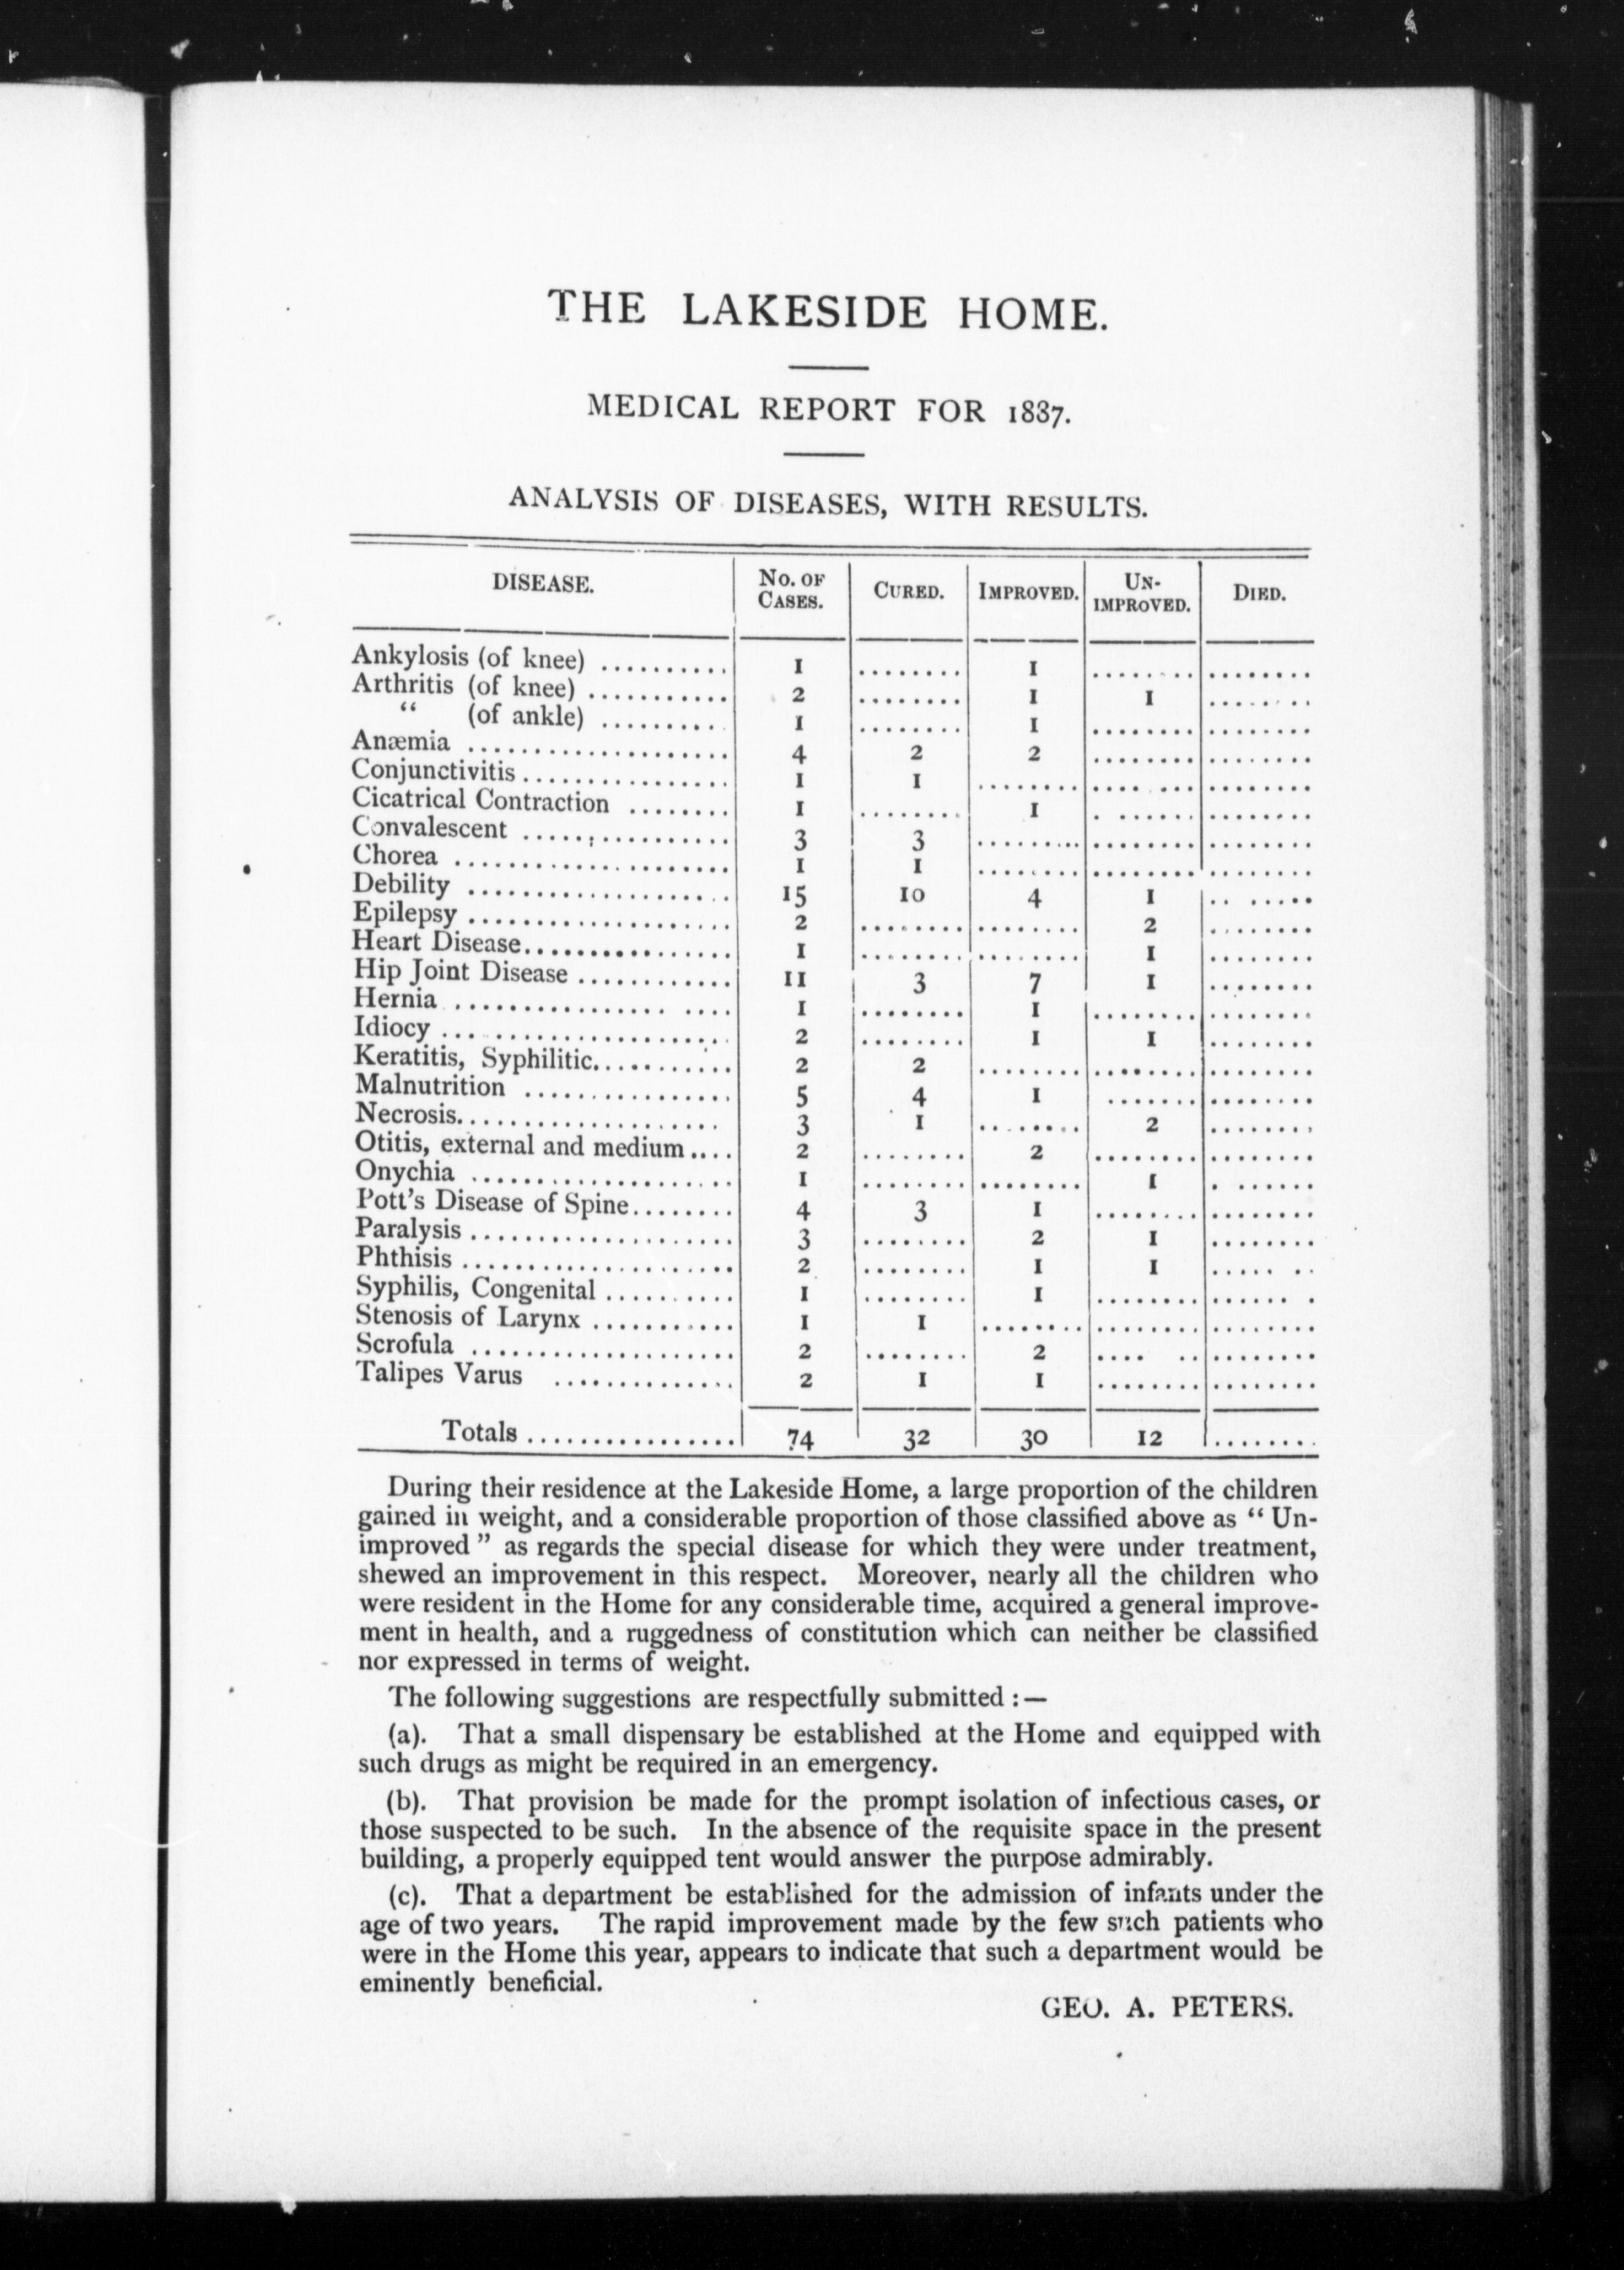 THE LAKESIDE HOME.
MEDICAL REPORT FOR 1887.
ANALYSIS OF DISEASES, WITH RESULTS.
DISEASE. No. of Cases. Cured. Improved. Un-improved. Died.
Ankylosis (of knee) .......... 1 ........ 1 ........ ........
Arthritis (of knee) ........... 2 ........ 1 1 ........
“ (of ankle) .......... 1 ........ 1 ........ ........
Anæmia .................... 4 2 2 ........ ........
Conjunctivitis ................ 1 1 ........ ........ ........
Cicatrical Contraction ........ 1 ........ 1 ........ ........
Convalescent ................ 3 3 ........ ........ ........
Chorea ..................... 1 1 ........ ........ ........
Debility .................... 15 10 4 1 ........
Epilepsy .................... 2 ........ ........ 2 ........
Heart Disease................ 1 ........ ........ 1 ........
Hip Joint Disease ............ 11 3 7 1 ........
Hernia .................... 1 ........ 1 ........ ........
Idiocy ...................... 2 ........ 1 1 ........
Keratitis, Syphilitic........... 2 2 ........ ........ ........
Malnutrition ................ 5 4 1 ........ ........
Necrosis.................... 3 1 ........ 2 ........
Otitis, external and medium .... 2 ........ 2 ........ ........
Onychia .................... 1 ........ ........ 1 ........
Pott's Disease of Spine........ 4 3 1 ........ ........
Paralysis .................... 3 ........ 2 1 ........
Phthisis ..................... 2 ........ 1 1 ........
Syphilis, Congenital .......... 1 ........ 1 ........ ........
Stenosis of Larynx ........... 1 1 ........ ........ ........
Scrofula .................... 2 ........ 2 ........ ........
Talipes Varus .............. 2 1 1 ........ ........
Totals ................ 74 32 30 12 ........
During their residence at the Lakeside Home, a large proportion of the children
gained in weight, and a considerable proportion of those classified above as “ Un-
improved ” as regards the special disease for which they were under treatment,
shewed an improvement in this respect. Moreover, nearly all the children who
were resident in the Home for any considerable time, acquired a general improve-
ment in health, and a ruggedness of constitution which can neither be classified
nor expressed in terms of weight.
The following suggestions are respectfully submitted :—
(a). That a small dispensary be established at the Home and equipped with
such drugs as might be required in an emergency.
(b). That provision be made for the prompt isolation of infectious cases, or
those suspected to be such. In the absence of the requisite space in the present
building, a properly equipped tent would answer the purpose admirably.
(c). That a department be established for the admission of infants under the
age of two years. The rapid improvement made by the few such patients who
were in the Home this year, appears to indicate that such a department would be
eminently beneficial.
GEO. A. PETERS.